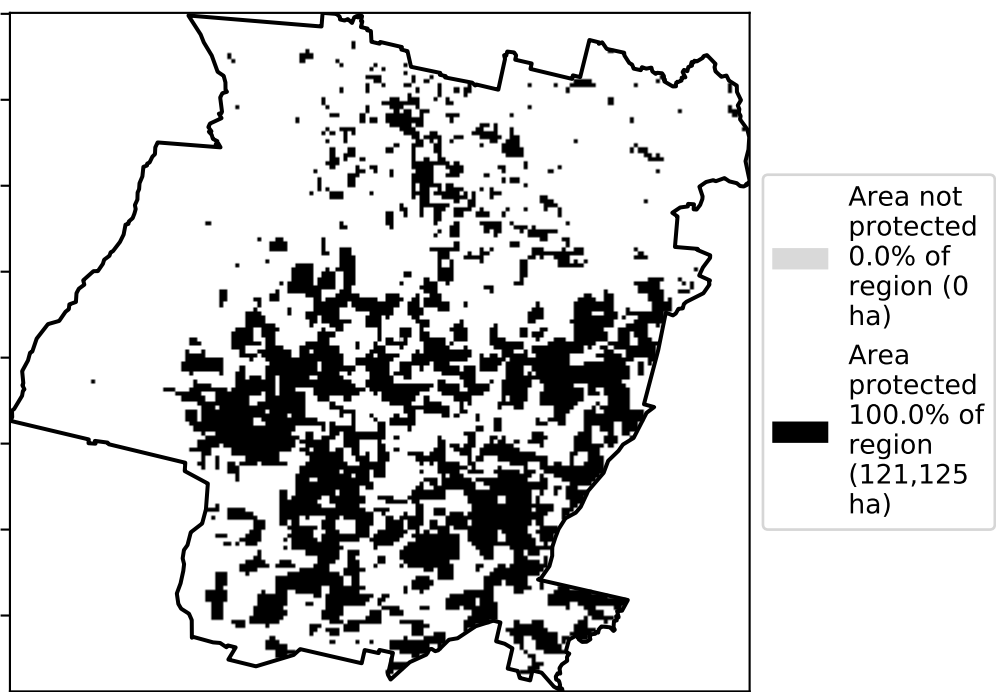 Area not
protected
0.0% of
region (0
ha)
Area
protected
100.0% of
region
(121,125
ha)